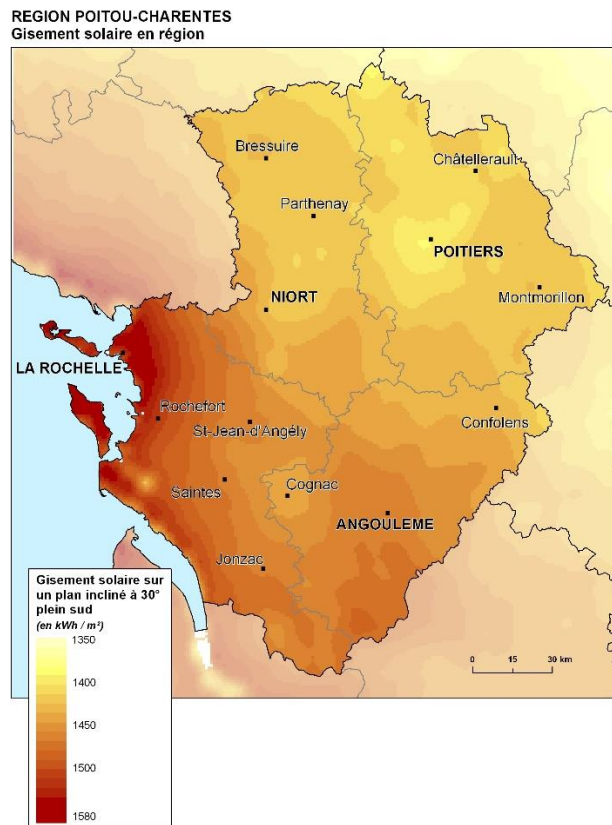 REGION POITOU-CHARENTES
Gisement solaire en région
Bressuire
Châtellerault
Parthenay
POITIERS
NIORT
Montmorillon
LA ROCHELLE
Rochefort
St-Jean-d'Angély
Confolens
Saintes
Cognac
ANGOULEME
Jonzac
Gisement solaire sur
un plan incliné à 30°
plein sud
(en kWh / m²)
1350
1400
1450
1500
1580
0 15 30 km